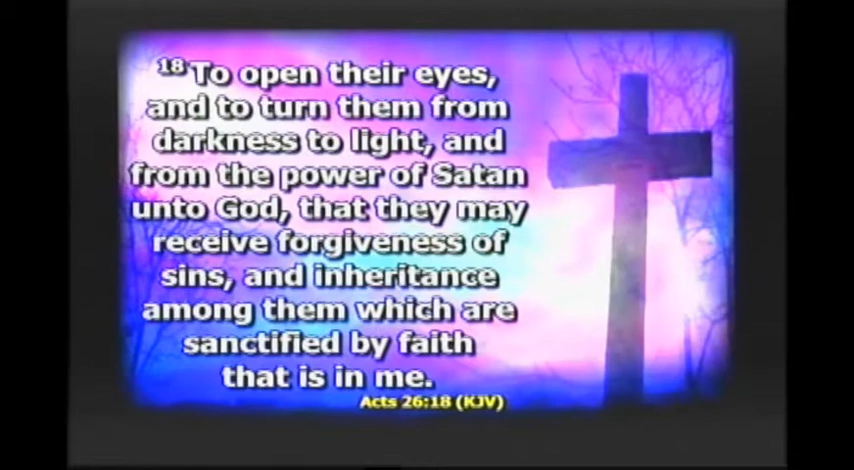 18 To open their eyes,
and to turn them from
darkness to light, and
from the power of Satan
unto God, that they may
receive forgiveness of
sins, and inheritance
among them which are
sanctified by faith
that is in me.
Acts 26:18 (KJV)